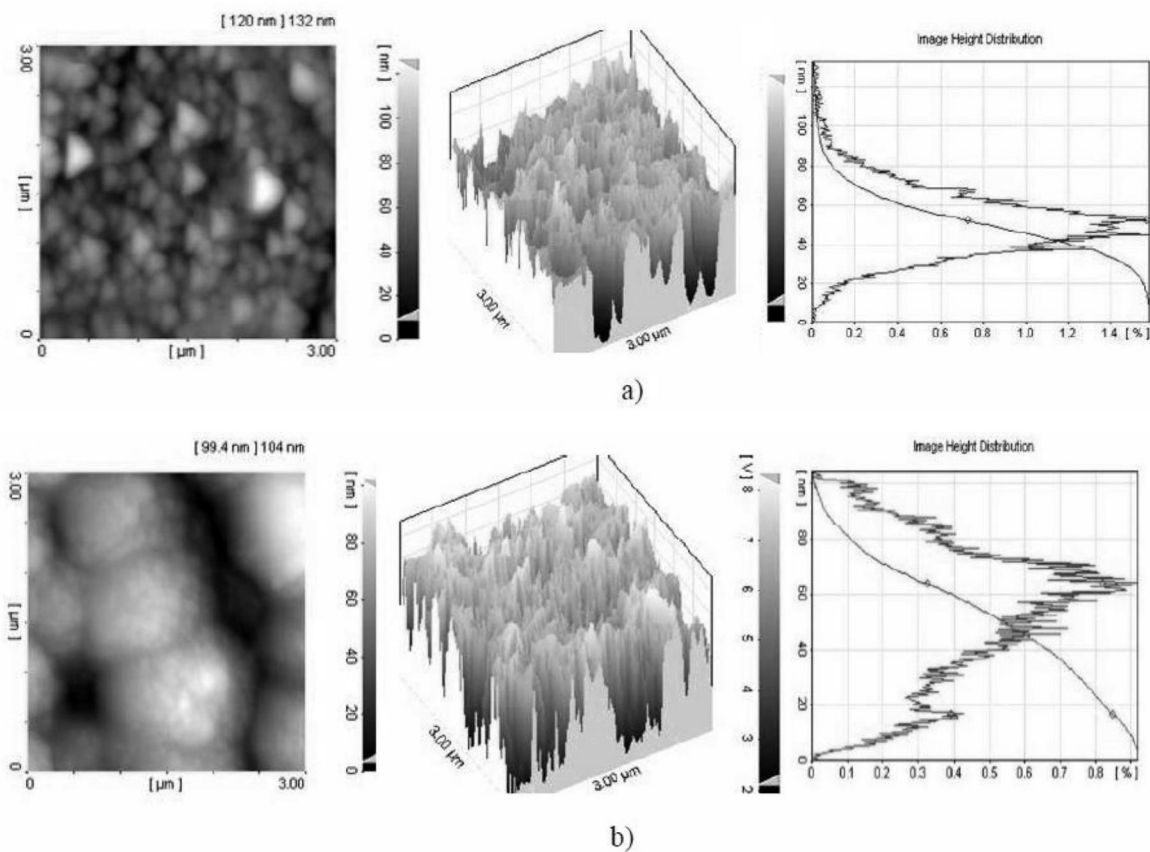 [ 120 nm ] 132 nm
3.00
[ µm ]
0
0
[ µm ]
3.00
[ nm ]
100
80
60
40
20
0
3.00 µm
3.00 µm
Image Height Distribution
[ nm ]
100
80
60
40
20
0
0
0.2
0.4
0.6
0.8
1.0
1.2
1.4
[ % ]
a)
[ 99.4 nm ] 104 nm
3.00
[ µm ]
0
0
[ µm ]
3.00
[ nm ]
80
60
40
20
0
3.00 µm
3.00 µm
[ V ]
8
7
6
5
4
3
2
Image Height Distribution
[ nm ]
80
60
40
20
0
0
0.1
0.2
0.3
0.4
0.5
0.6
0.7
0.8
[ % ]
b)